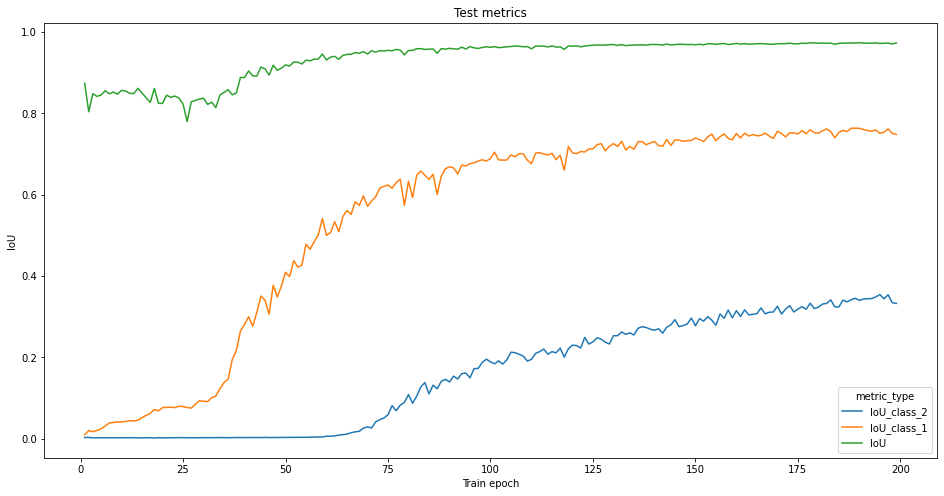 Test metrics
IoU
1.0
0.8
0.6
0.4
0.2
0.0
0
25
50
75
100
125
150
175
200
Train epoch
metric_type
IoU_class_2
IoU_class_1
IoU